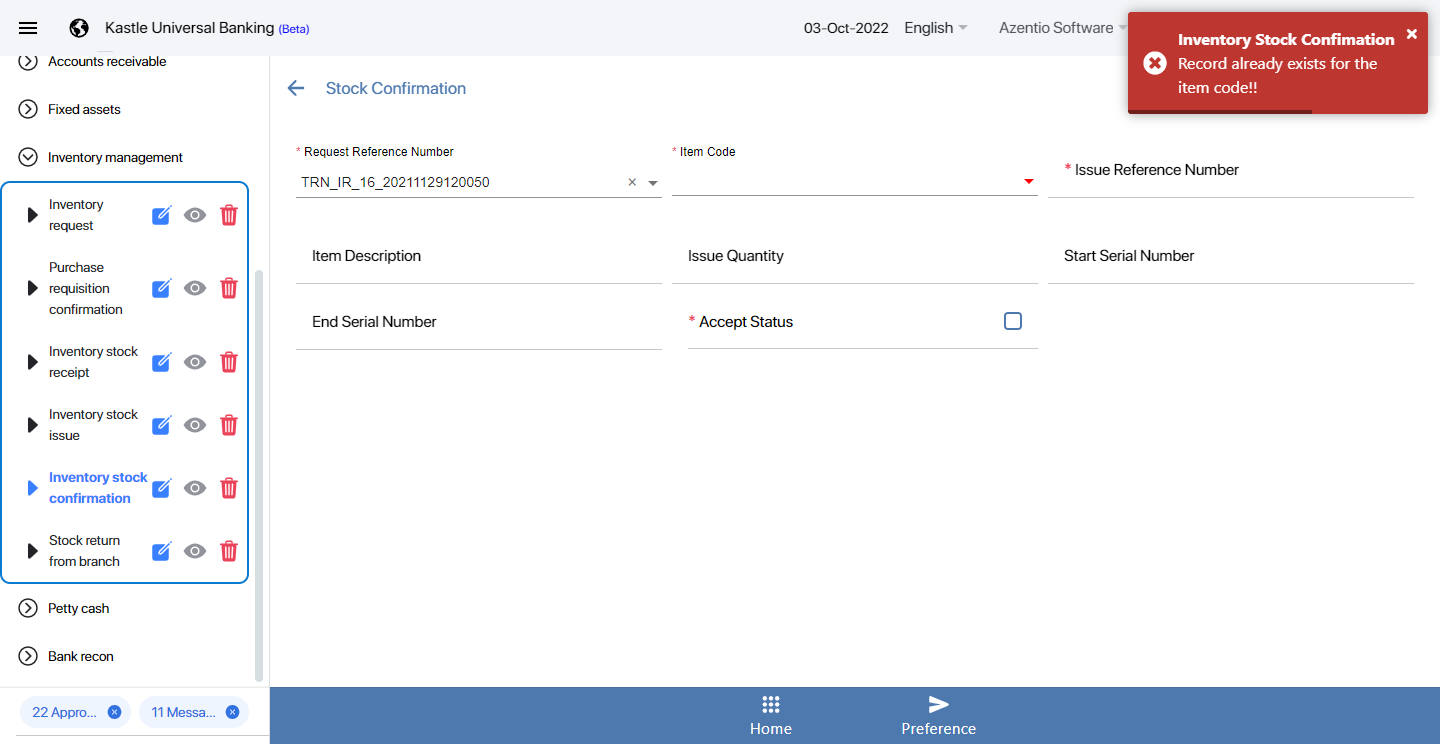 Kastle Universal Banking (Beta)
03-Oct-2022
English
Azentio Software
Inventory Stock Confimation
Record already exists for the
item code!!
Accounts receivable
Fixed assets
Inventory management
Inventory
request
Purchase
requisition
confirmation
Inventory stock
receipt
Inventory stock
issue
Inventory stock
confirmation
Stock return
from branch
Petty cash
Bank recon
22 Appro...
11 Messa...
Stock Confirmation
* Request Reference Number
TRN_IR_16_20211129120050
* Item Code
* Issue Reference Number
Item Description
Issue Quantity
Start Serial Number
End Serial Number
* Accept Status
Home
Preference